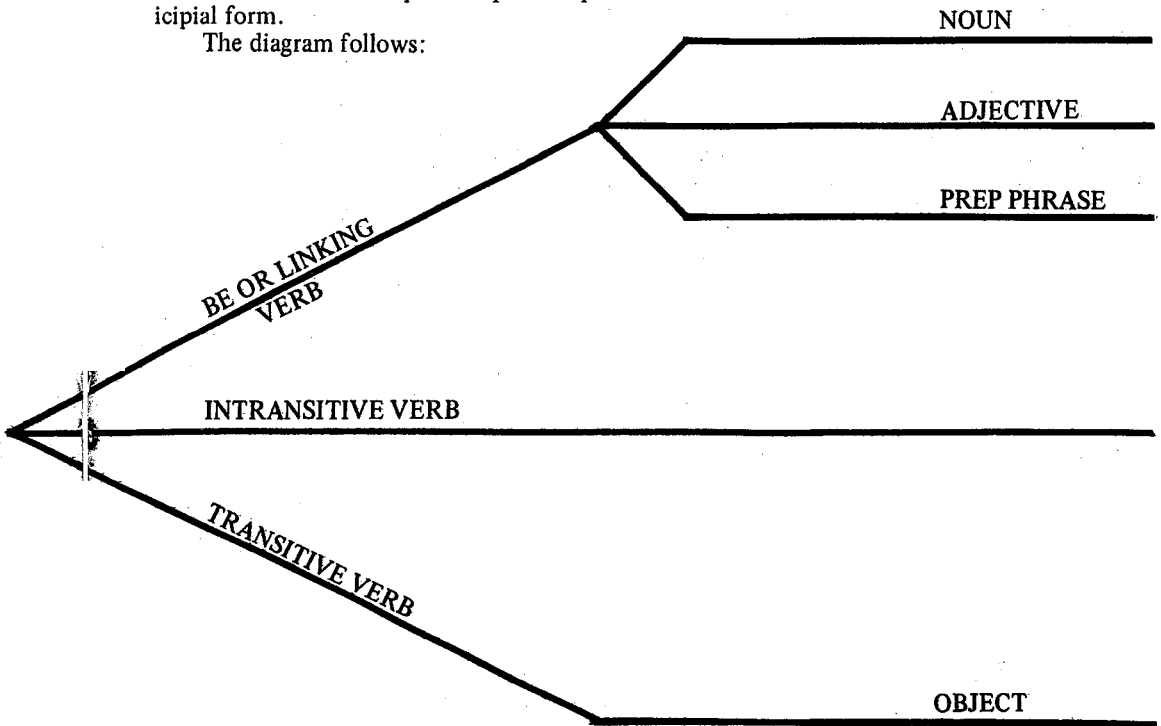 icipial form.
The diagram follows:
NOUN
ADJECTIVE
PREP PHRASE
BE OR LINKING
VERB
INTRANSITIVE VERB
TRANSITIVE VERB
OBJECT